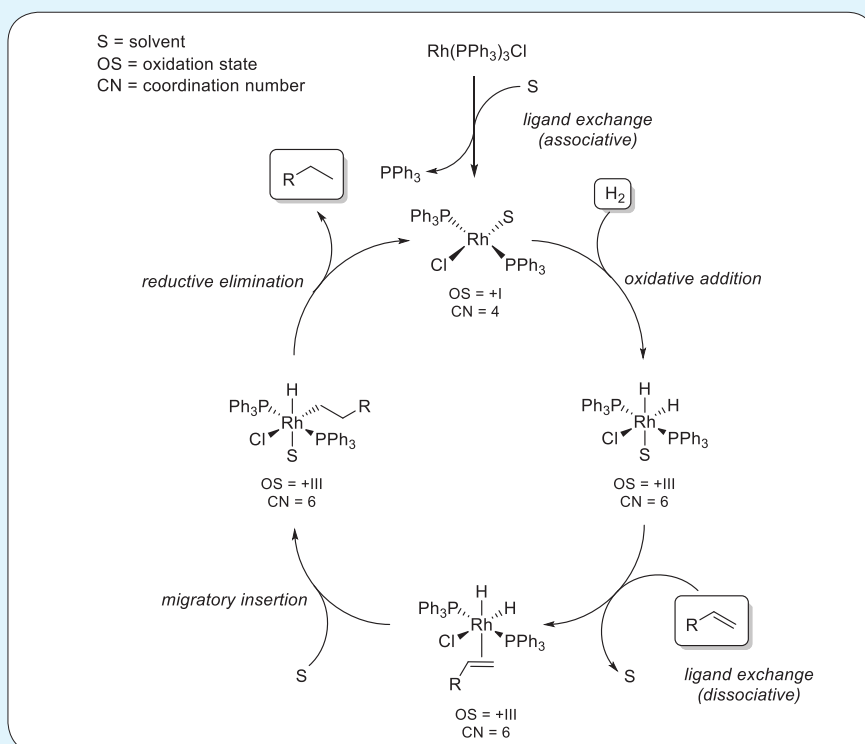 S = solvent
OS = oxidation state
CN = coordination number
Rh(PPh₃)₃Cl
S
ligand exchange
(associative)
PPh₃
R
H₂
Ph₃P
S
Rh
Cl
PPh₃
OS = +I
CN = 4
reductive elimination
oxidative addition
H
Ph₃P
R
Rh
Cl
PPh₃
S
OS = +III
CN = 6
H
Ph₃P
H
Rh
Cl
PPh₃
S
OS = +III
CN = 6
migratory insertion
S
H
Ph₃P
H
Rh
Cl
PPh₃
R
OS = +III
CN = 6
R
S
ligand exchange
(dissociative)